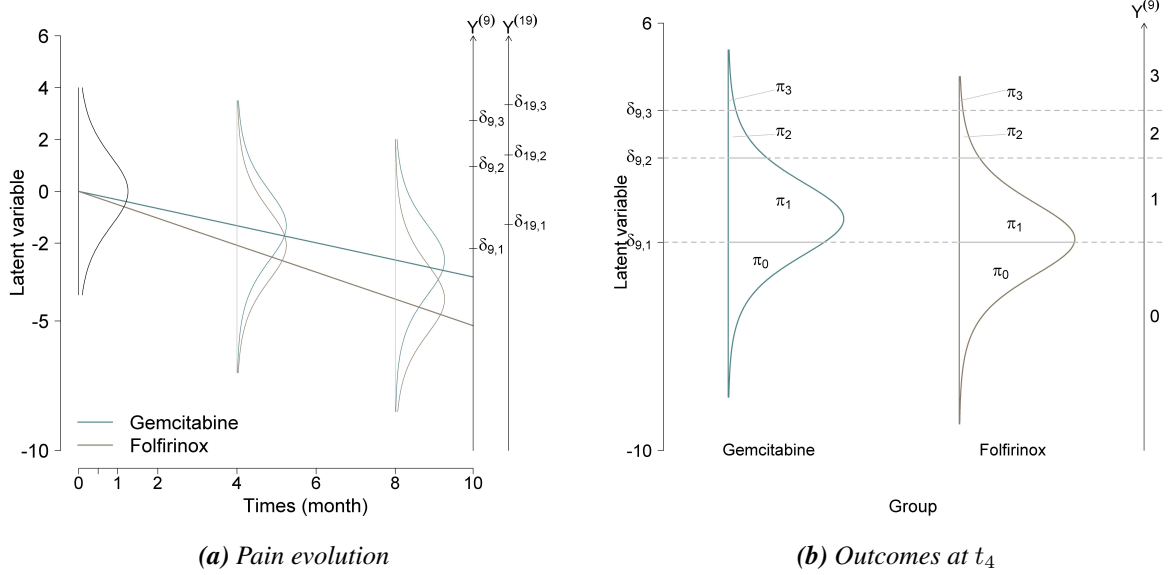 Y(9) Y(19)
6
4
2
0
-2
-5
-10
Latent variable
δ9,3
δ9,2
δ9,1
δ19,3
δ19,2
δ19,1
Gemcitabine
Folfirinox
0 1 2 4 6 8 10
Times (month)
(a) Pain evolution
Y(9)
6
-10
Latent variable
δ9,3
δ9,2
δ9,1
π3
π2
π1
π0
π3
π2
π1
π0
3
2
1
0
Gemcitabine Folfirinox
Group
(b) Outcomes at t4